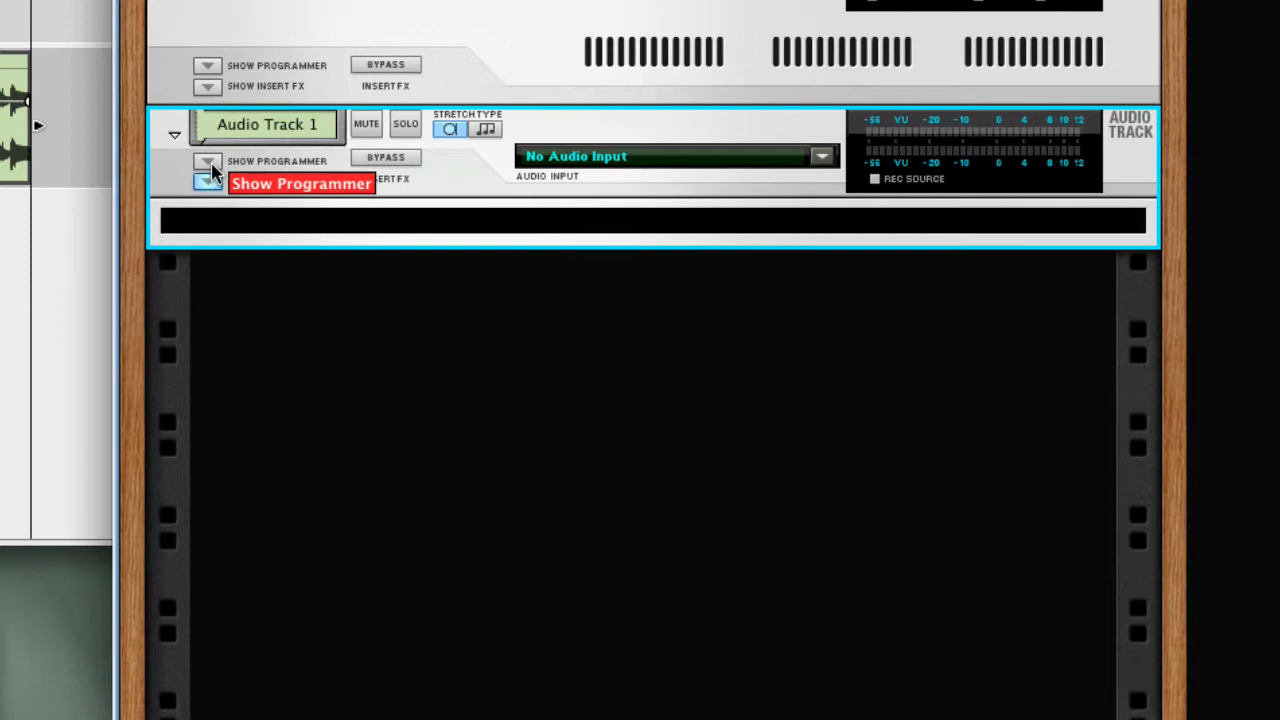 SHOW PROGRAMMER
BYPASS
SHOW INSERT FX
INSERT FX
Audio Track 1
MUTE
SOLO
STRETCH TYPE
-56 VU -20 -10 0 4 8 10 12
AUDIO
TRACK
SHOW PROGRAMMER
BYPASS
No Audio Input
-56 VU -20 -10 0 4 8 10 12
Show Programmer
ERT FX
AUDIO INPUT
REC SOURCE